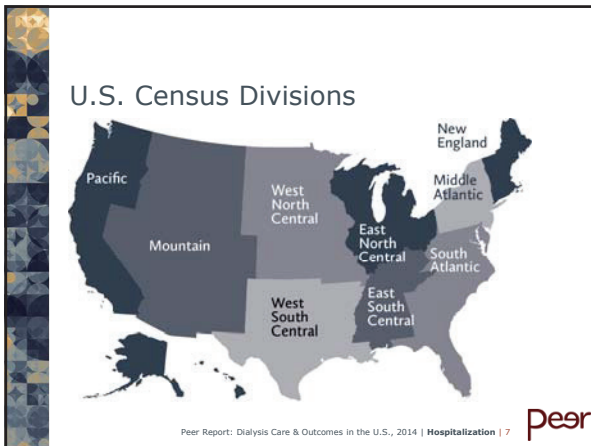 U.S. Census Divisions
New
England
Pacific
Middle
Atlantic
West
North
Central
Mountain
East
North
Central
South
Atlantic
West
South
Central
East
South
Central
Peer Report: Dialysis Care & Outcomes in the U.S., 2014 | Hospitalization | 7
peer